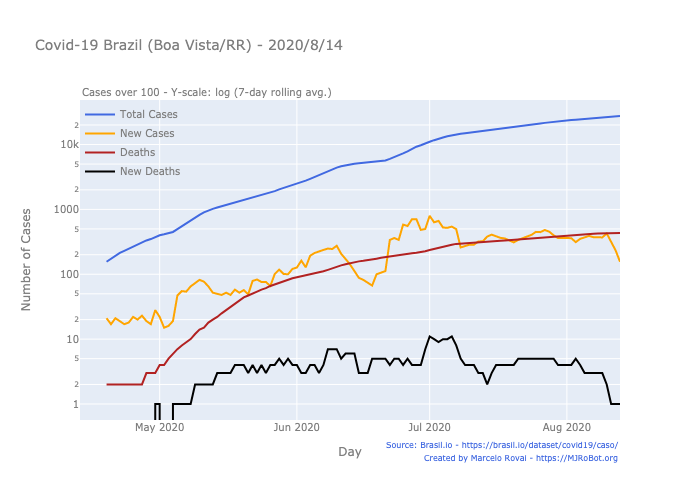 Covid-19 Brazil (Boa Vista/RR) - 2020/8/14
Cases over 100 - Y-scale: log (7-day rolling avg.)
Total Cases
New Cases
Deaths
New Deaths
2
10k
5
2
1000
5
2
100
5
2
10
5
2
1
Number of Cases
May 2020
Jun 2020
Jul 2020
Aug 2020
Day
Source: Brasil.io - https://brasil.io/dataset/covid19/caso/
Created by Marcelo Rovai - https://MJRoBot.org